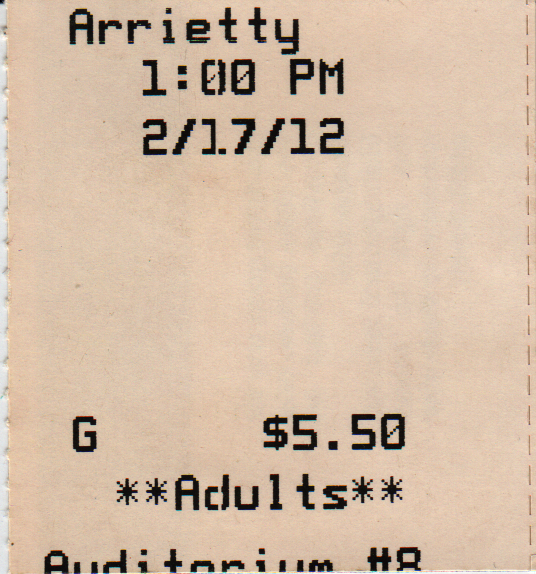 Arrietty
1:00 PM
2/17/12
G $5.50
**Adults**
Auditorium #8